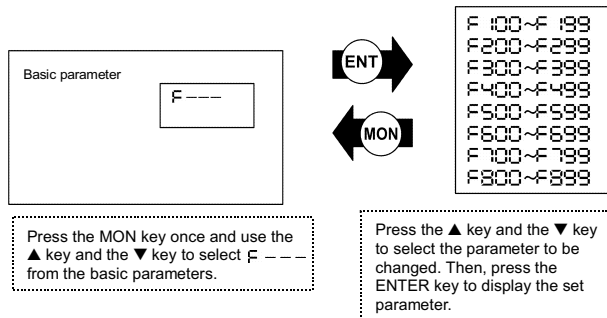 Basic parameter
F---
ENT
MON
F 100~F 199
F200~F299
F300~F399
F400~F499
F500~F599
F600~F699
F700~F799
F800~F899
Press the MON key once and use the
▲ key and the ▼ key to select F ---
from the basic parameters.
Press the ▲ key and the ▼ key
to select the parameter to be
changed. Then, press the
ENTER key to display the set
parameter.